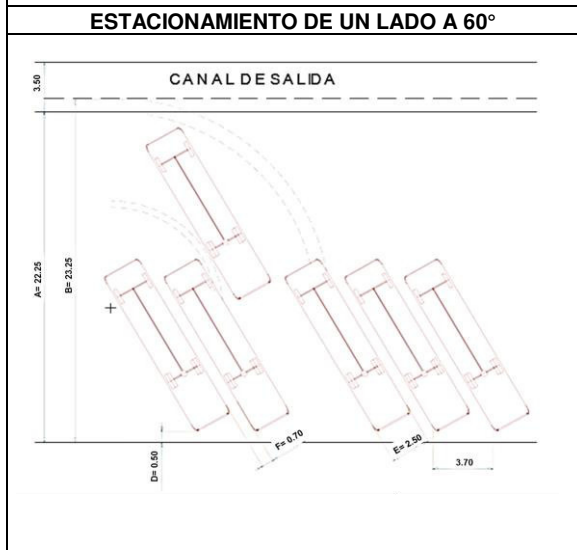 ESTACIONAMIENTO DE UN LADO A 60°
3.50
CANAL DE SALIDA
A= 22.25
B= 23.25
D= 0.50
F= 0.70
E= 2.50
3.70